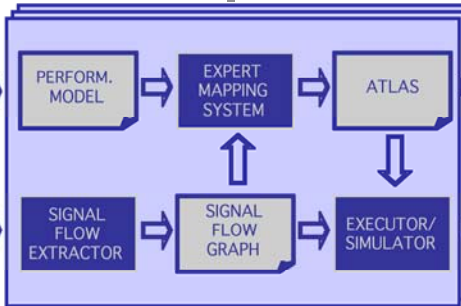 PERFORM.
MODEL
EXPERT
MAPPING
SYSTEM
ATLAS
SIGNAL
FLOW
EXTRACTOR
SIGNAL
FLOW
GRAPH
EXECUTOR/
SIMULATOR